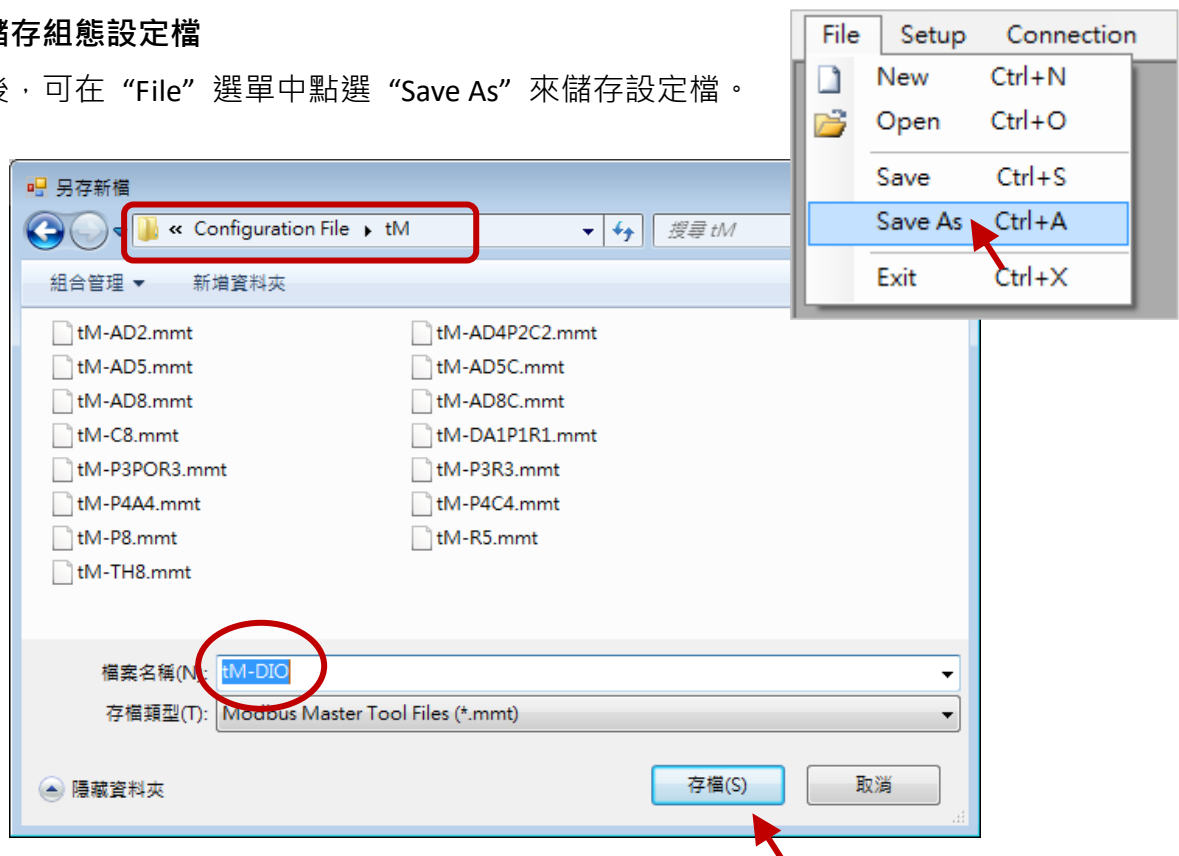 儲存組態設定檔
後，可在 “File” 選單中點選 “Save As” 來儲存設定檔。
File Setup Connection
New Ctrl+N
Open Ctrl+O
Save Ctrl+S
Save As Ctrl+A
Exit Ctrl+X
另存新檔
« Configuration File ▸ tM
搜尋 tM
組合管理 ▼ 新增資料夾
tM-AD2.mmt tM-AD4P2C2.mmt
tM-AD5.mmt tM-AD5C.mmt
tM-AD8.mmt tM-AD8C.mmt
tM-C8.mmt tM-DA1P1R1.mmt
tM-P3POR3.mmt tM-P3R3.mmt
tM-P4A4.mmt tM-P4C4.mmt
tM-P8.mmt tM-R5.mmt
tM-TH8.mmt
檔案名稱(N): tM-DIO
存檔類型(T): Modbus Master Tool Files (*.mmt)
隱藏資料夾
存檔(S) 取消